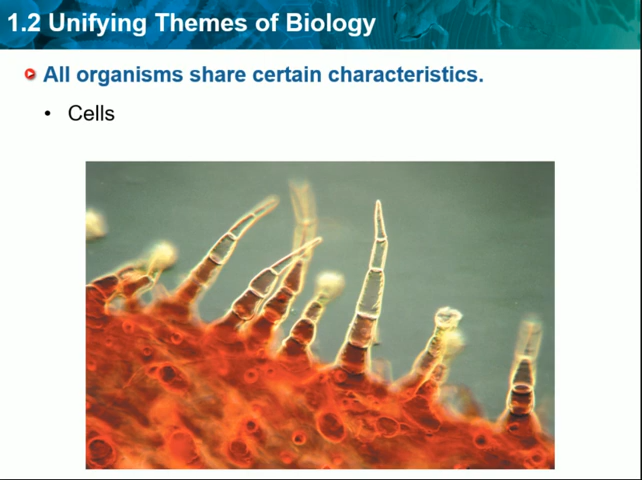 1.2 Unifying Themes of Biology
All organisms share certain characteristics.
• Cells